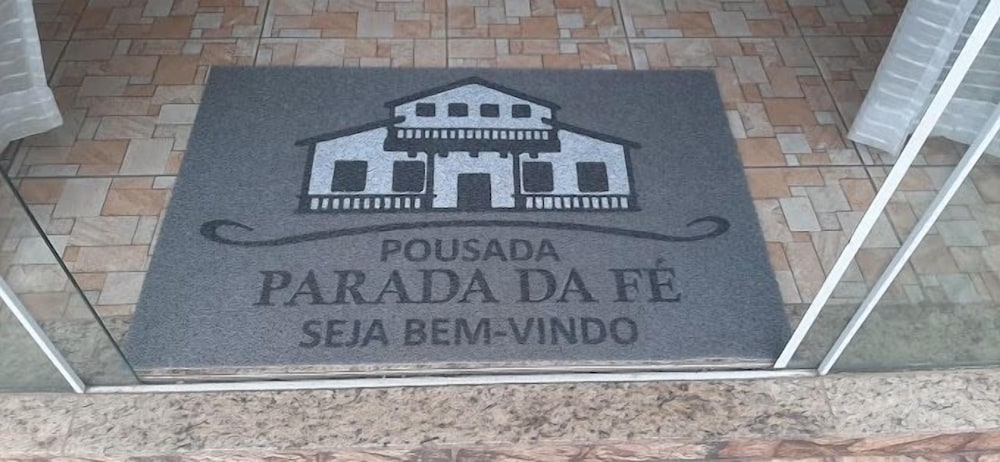 POUSADA
PARADA DA FÉ
SEJA BEM-VINDO